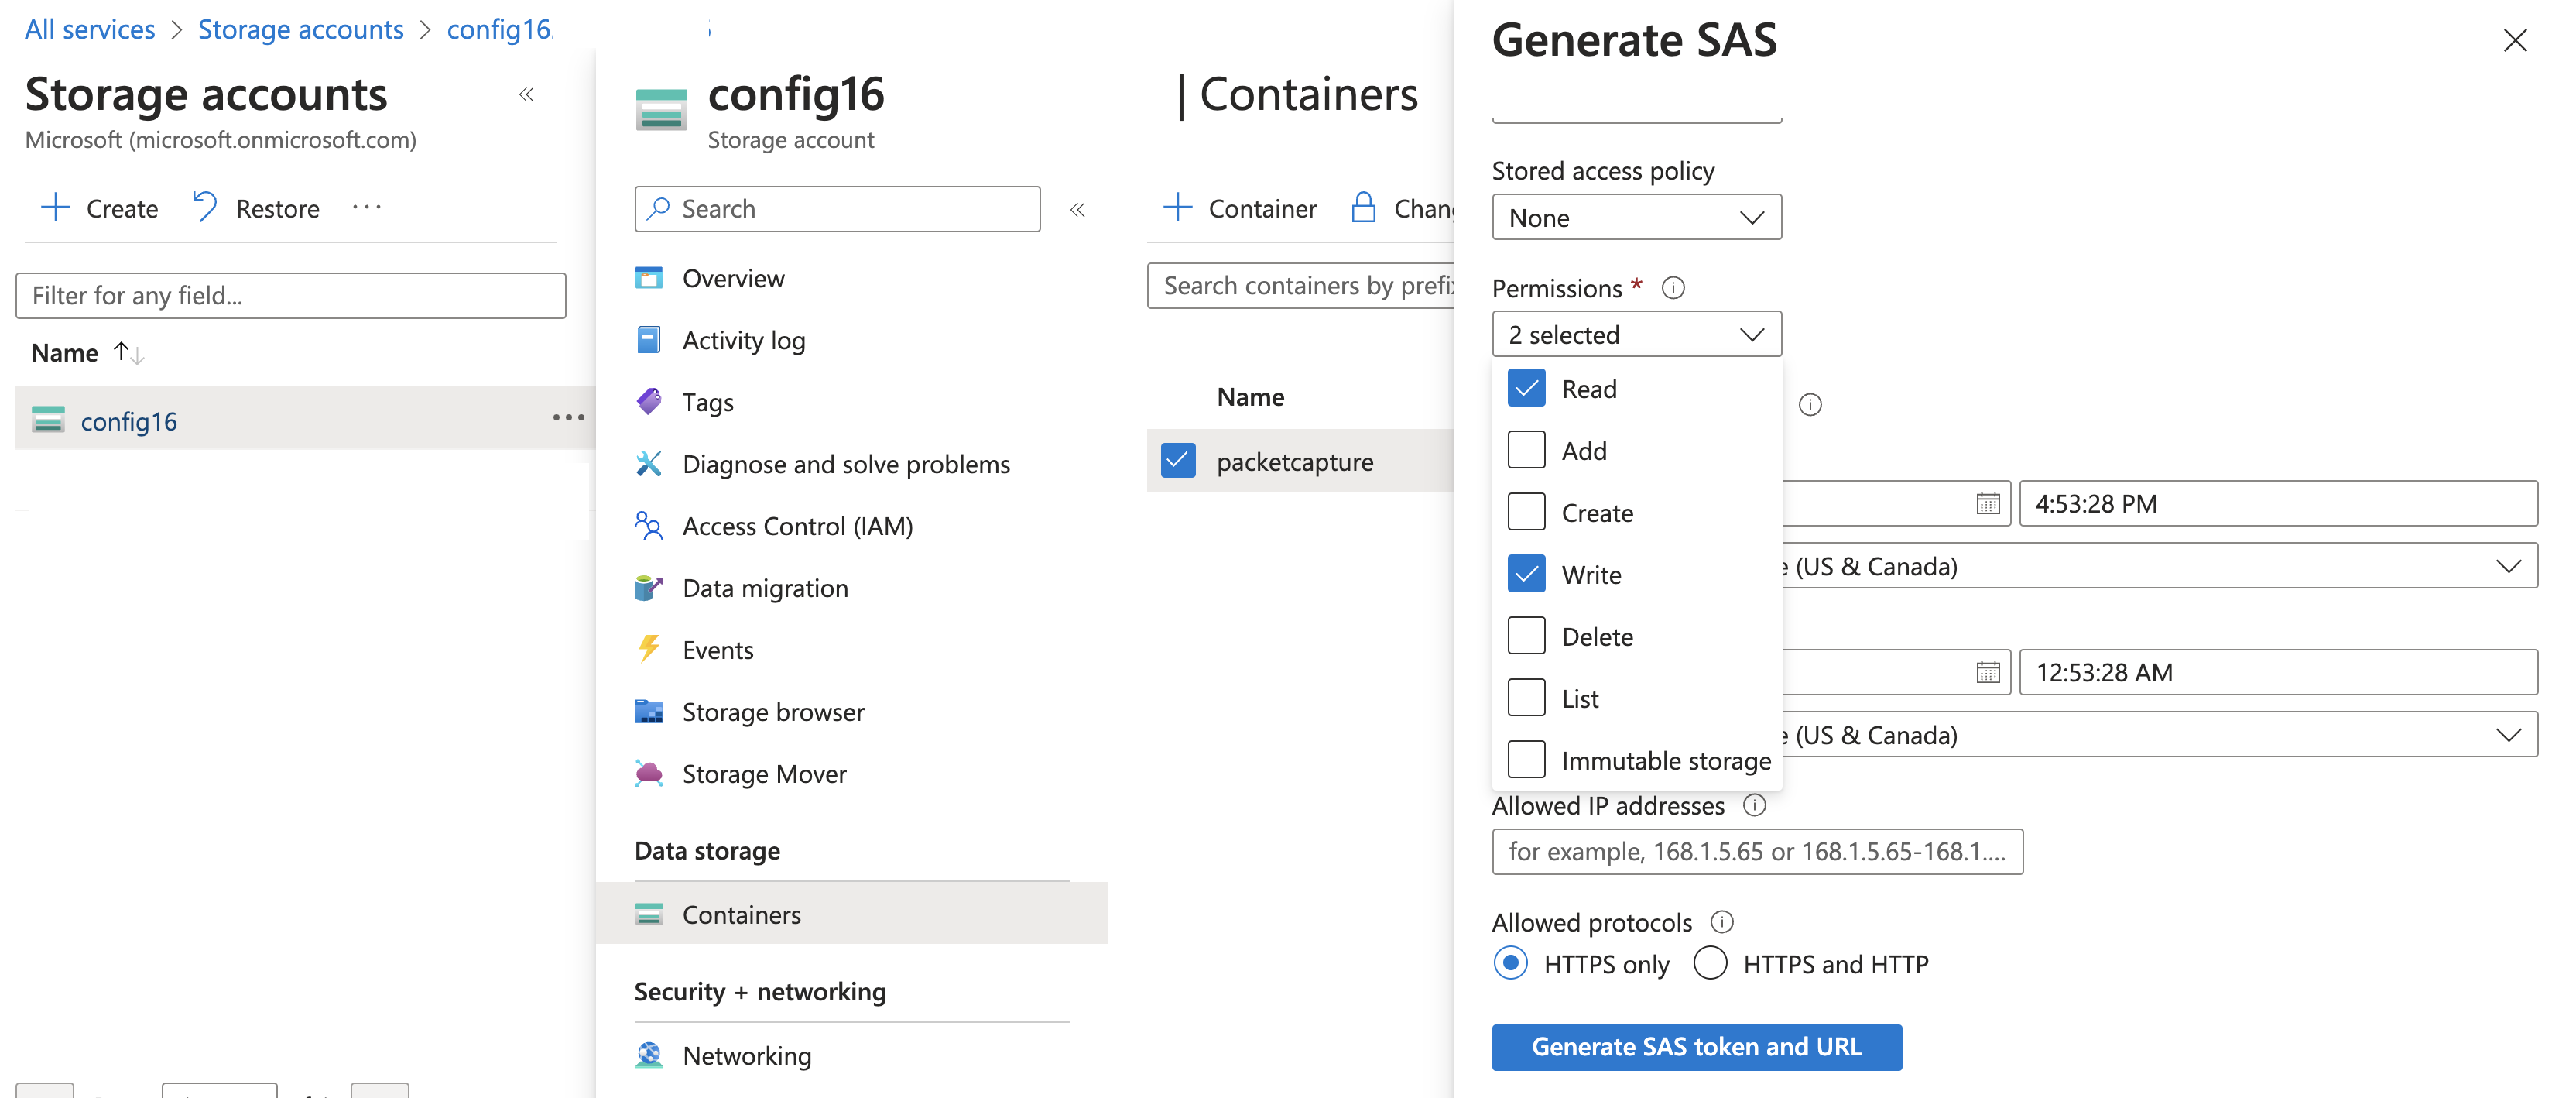 All services > Storage accounts > config16
Storage accounts
Microsoft (microsoft.onmicrosoft.com)
Create
Restore
Filter for any field...
Name
config16
config16
Storage account
Search
Overview
Activity log
Tags
Diagnose and solve problems
Access Control (IAM)
Data migration
Events
Storage browser
Storage Mover
Data storage
Containers
Security + networking
Networking
| Containers
Container
Search containers by
Name
packetcapture
Generate SAS
Stored access policy
None
Permissions *
2 selected
Read
Add
Create
Write
Delete
List
Immutable storage
4:53:28 PM
(US & Canada)
12:53:28 AM
(US & Canada)
Allowed IP addresses
for example, 168.1.5.65 or 168.1.5.65-168.1....
Allowed protocols
HTTPS only
HTTPS and HTTP
Generate SAS token and URL